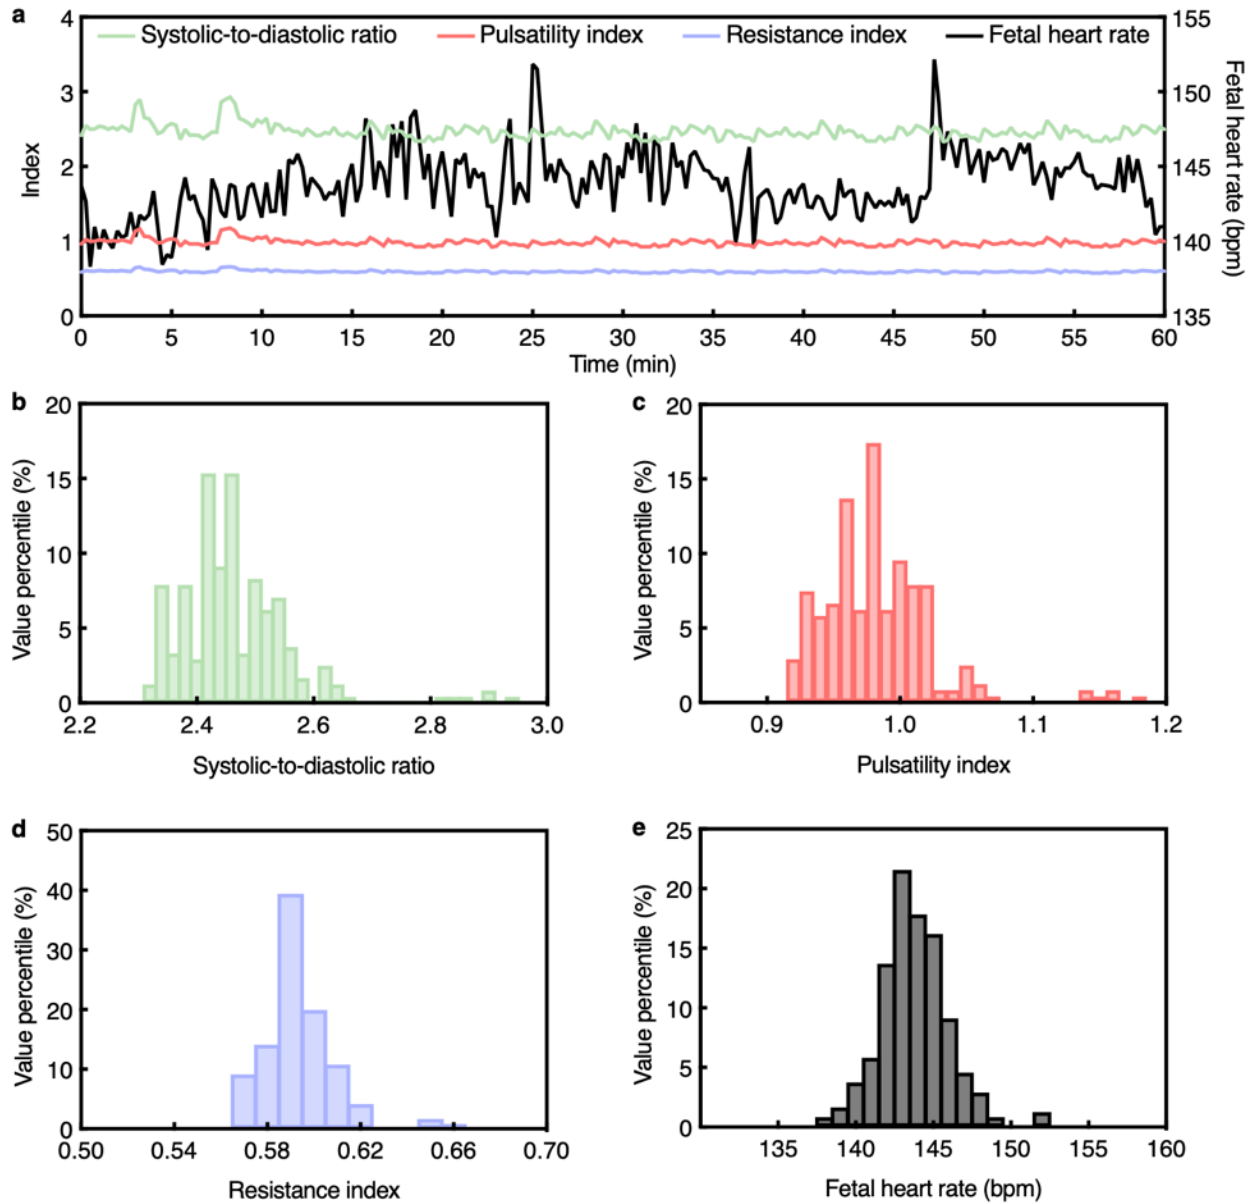 a
4 155
Systolic-to-diastolic ratio Pulsatility index Resistance index Fetal heart rate
3 150
2 145
1 140
0 135
Index
Fetal heart rate (bpm)
0 5 10 15 20 25 30 35 40 45 50 55 60
Time (min)
b
20
15
10
5
0
Value percentile (%)
2.2 2.4 2.6 2.8 3.0
Systolic-to-diastolic ratio
c
20
15
10
5
0
Value percentile (%)
0.9 1.0 1.1 1.2
Pulsatility index
d
50
40
30
20
10
0
Value percentile (%)
0.50 0.54 0.58 0.62 0.66 0.70
Resistance index
e
25
20
15
10
5
0
Value percentile (%)
135 140 145 150 155 160
Fetal heart rate (bpm)